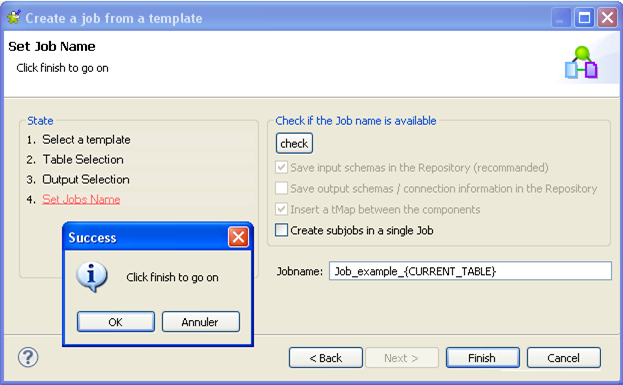 Create a job from a template
Set Job Name
Click finish to go on
State
1. Select a template
2. Table Selection
3. Output Selection
4. Set Jobs Name
Check if the Job name is available
check
Save input schemas in the Repository (recommanded)
Save output schemas / connection information in the Repository
Insert a tMap between the components
Create subjobs in a single Job
Jobname: Job_example_{CURRENT_TABLE}
Success
Click finish to go on
OK Annuler
? < Back Next > Finish Cancel